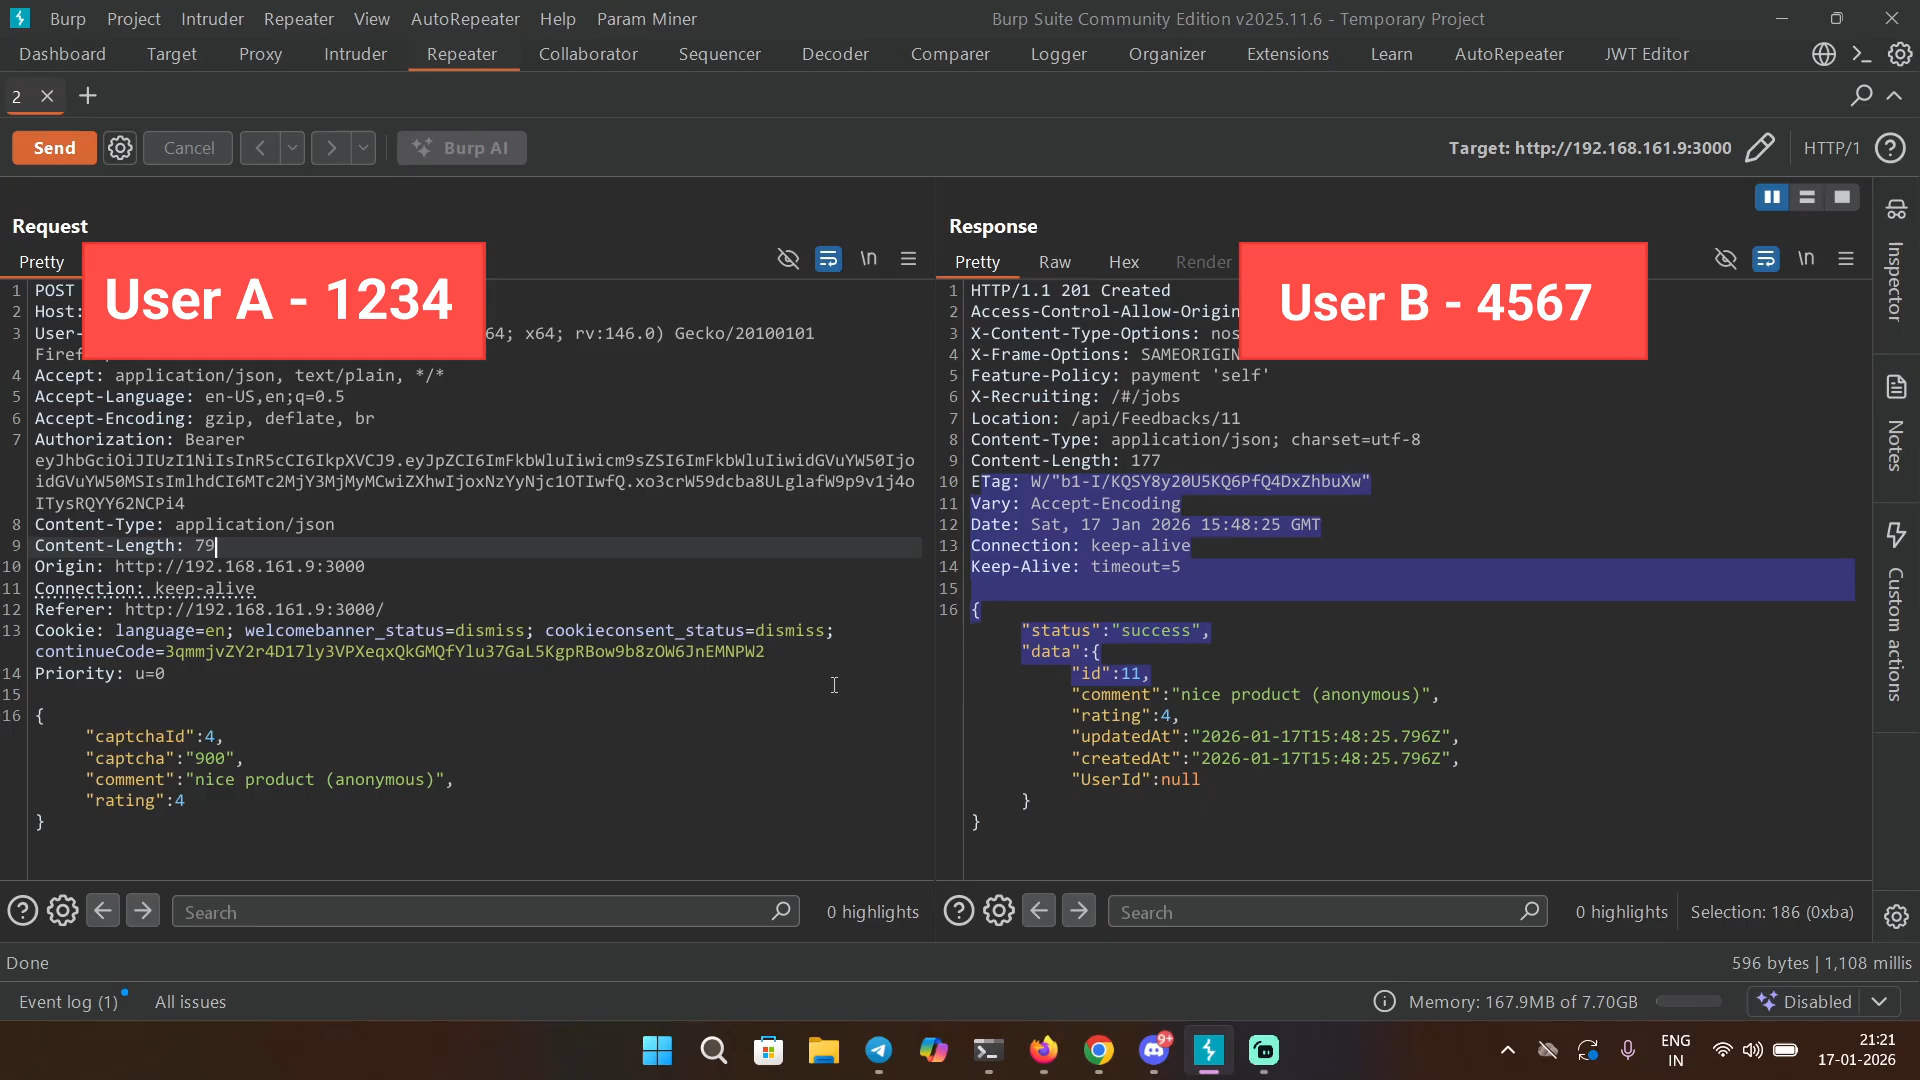 Burp Project Intruder Repeater View AutoRepeater Help Param Miner
Burp Suite Community Edition v2025.11.6 - Temporary Project
Dashboard Target Proxy Intruder Repeater Collaborator Sequencer Decoder Comparer Logger Organizer Extensions Learn AutoRepeater JWT Editor
2
Send Cancel Burp AI
Target: http://192.168.161.9:3000 HTTP/1
Request
Pretty
\n
User A - 1234
1 POST
2 Host:
3 User- 64; x64; rv:146.0) Gecko/20100101
Firef
4 Accept: application/json, text/plain, */*
5 Accept-Language: en-US,en;q=0.5
6 Accept-Encoding: gzip, deflate, br
7 Authorization: Bearer
eyJhbGciOiJIUzI1NiIsInR5cCI6IkpXVCJ9.eyJpZCI6ImFkbWluIiwicm9sZSI6ImFkbWluIiwidGVuYW50Ijo
idGVuYW50MSIsImlhdCI6MTc2MjY3MjMyMCwiZXhwIjoxNzYyNjc1OTIwfQ.xo3crW59dcba8ULglafW9p9v1j4o
ITysRQYY62NCPi4
8 Content-Type: application/json
9 Content-Length: 79
10 Origin: http://192.168.161.9:3000
11 Connection: keep-alive
12 Referer: http://192.168.161.9:3000/
13 Cookie: language=en; welcomebanner_status=dismiss; cookieconsent_status=dismiss;
continueCode=3qmmjvZY2r4D17ly3VPXeqxQkGMQfYlu37GaL5KgpRBow9b8zOW6JnEMNPW2
14 Priority: u=0
15
16 {
"captchaId":4,
"captcha":"900",
"comment":"nice product (anonymous)",
"rating":4
}
Search
0 highlights
Response
Pretty Raw Hex Render
\n
User B - 4567
1 HTTP/1.1 201 Created
2 Access-Control-Allow-Origin
3 X-Content-Type-Options: nos
4 X-Frame-Options: SAMEORIGIN
5 Feature-Policy: payment 'self'
6 X-Recruiting: /#/jobs
7 Location: /api/Feedbacks/11
8 Content-Type: application/json; charset=utf-8
9 Content-Length: 177
10 ETag: W/"b1-I/KQSY8y20U5KQ6PfQ4DxZhbuXw"
11 Vary: Accept-Encoding
12 Date: Sat, 17 Jan 2026 15:48:25 GMT
13 Connection: keep-alive
14 Keep-Alive: timeout=5
15
16 {
"status":"success",
"data":{
"id":11,
"comment":"nice product (anonymous)",
"rating":4,
"updatedAt":"2026-01-17T15:48:25.796Z",
"createdAt":"2026-01-17T15:48:25.796Z",
"UserId":null
}
}
Search
0 highlights
Selection: 186 (0xba)
Inspector
Notes
Custom actions
Done
596 bytes | 1,108 millis
Event log (1) All issues
Memory: 167.9MB of 7.70GB
Disabled
9+
ENG
IN
21:21
17-01-2026